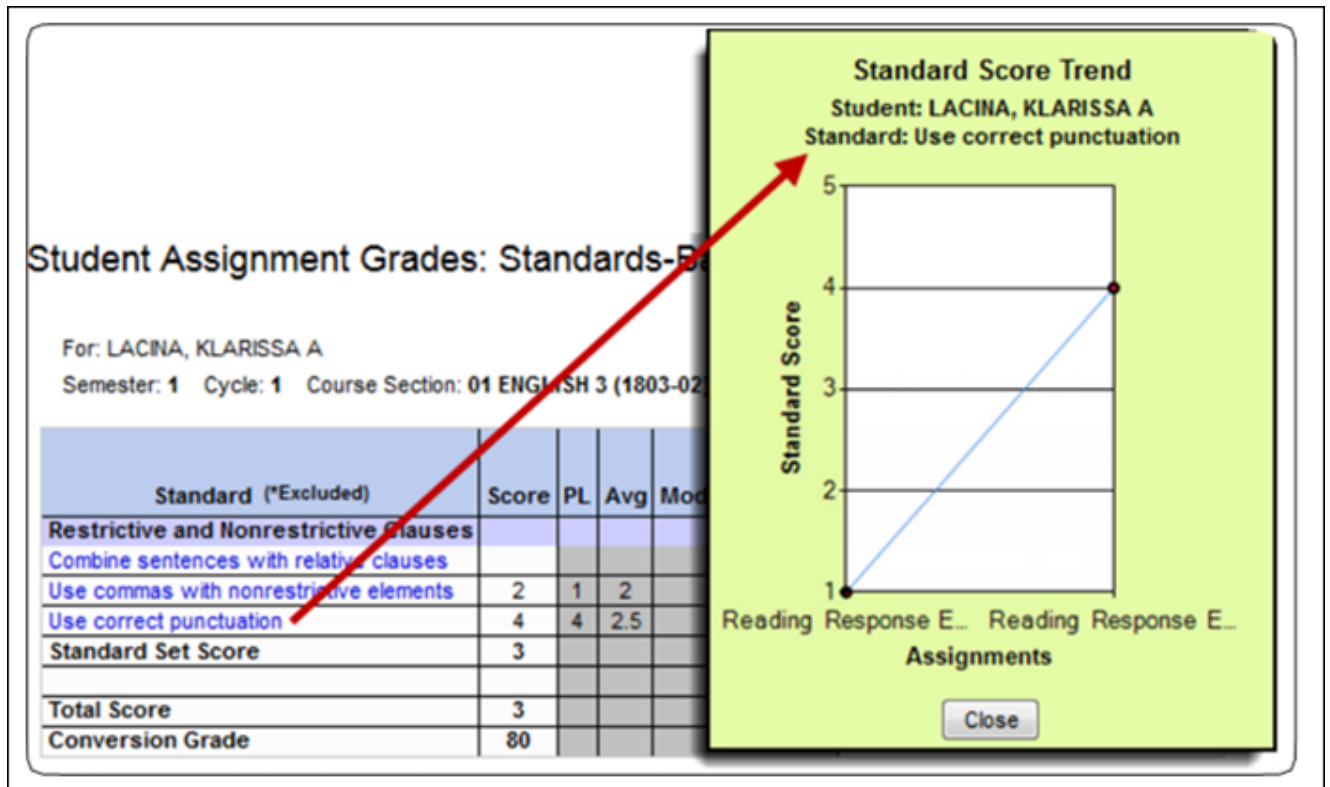 Standard Score Trend
Student: LACINA, KLARISSA A
Standard: Use correct punctuation
5
4
3
2
1
Standard Score
Reading Response E... Reading Response E...
Assignments
Close
Student Assignment Grades: Standards-Ba
For: LACINA, KLARISSA A
Semester: 1 Cycle: 1 Course Section: 01 ENGLISH 3 (1803-02)
Standard (*Excluded) Score PL Avg Mod
Restrictive and Nonrestrictive Clauses
Combine sentences with relative clauses
Use commas with nonrestrictive elements 2 1 2
Use correct punctuation 4 4 2.5
Standard Set Score 3
Total Score 3
Conversion Grade 80